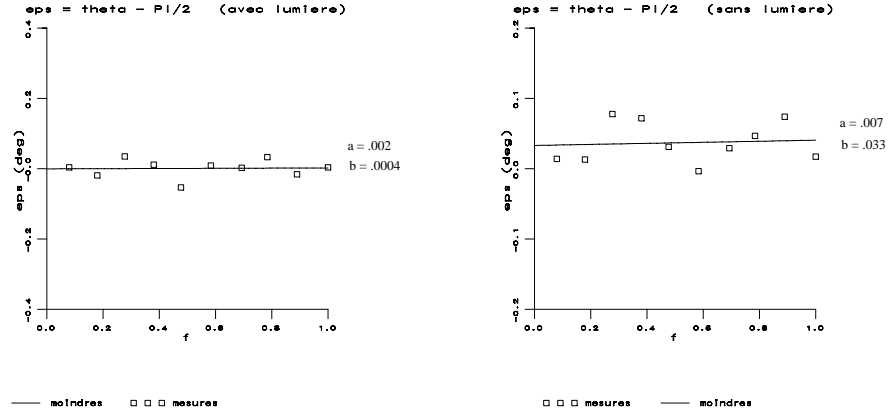 eps = theta - PI/2 (avec lumiere)
0.4
0.2
-0.0
-0.2
-0.4
eps (deg)
0.0 0.2 0.4 0.6 0.8 1.0
f
a = .002
b = .0004
moindres mesures
eps = theta - PI/2 (sans lumiere)
0.2
0.1
0.0
-0.1
-0.2
eps (deg)
0.0 0.2 0.4 0.6 0.8 1.0
f
a = .007
b = .033
mesures moindres